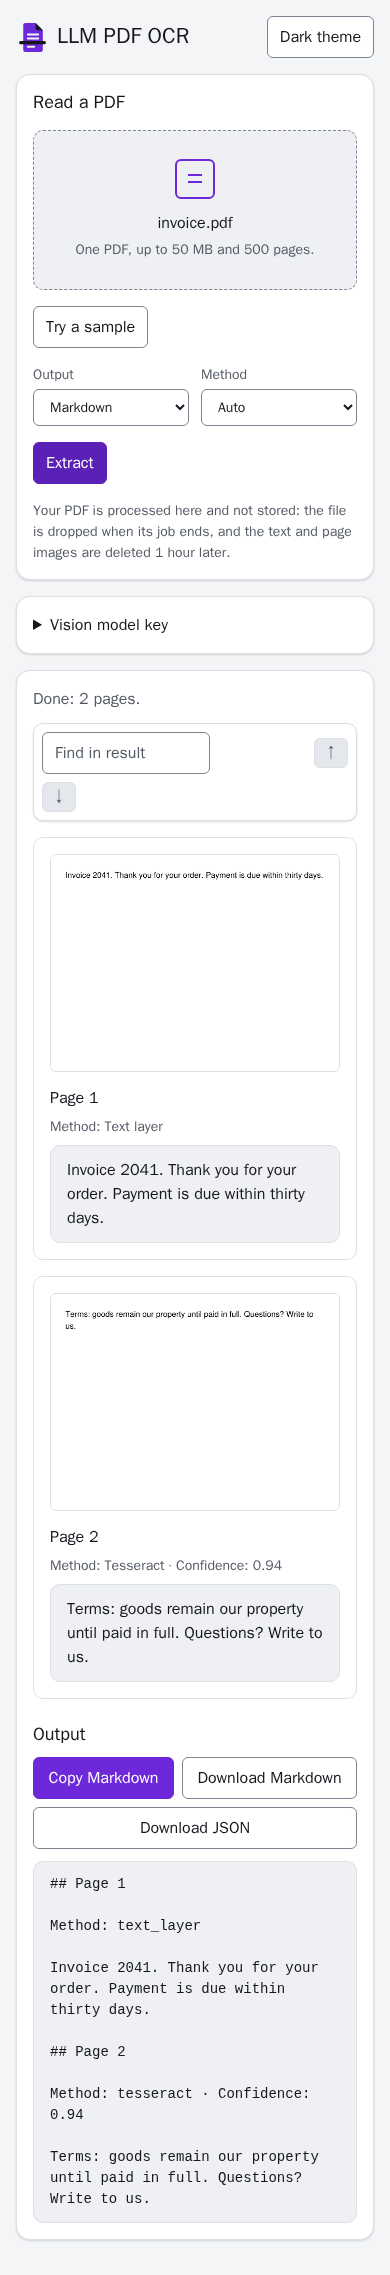 LLM PDF OCR
Dark theme
Read a PDF
invoice.pdf
One PDF, up to 50 MB and 500 pages.
Try a sample
Output
Method
Markdown
Auto
Extract
Your PDF is processed here and not stored: the file
is dropped when its job ends, and the text and page
images are deleted 1 hour later.
▶ Vision model key
Done: 2 pages.
Find in result
↑
↓
Invoice 2041. Thank you for your order. Payment is due within thirty days.
Page 1
Method: Text layer
Invoice 2041. Thank you for your
order. Payment is due within thirty
days.
Terms: goods remain our property until paid in full. Questions? Write to
us.
Page 2
Method: Tesseract · Confidence: 0.94
Terms: goods remain our property
until paid in full. Questions? Write to
us.
Output
Copy Markdown
Download Markdown
Download JSON
## Page 1
Method: text_layer
Invoice 2041. Thank you for your
order. Payment is due within
thirty days.
## Page 2
Method: tesseract · Confidence:
0.94
Terms: goods remain our property
until paid in full. Questions?
Write to us.